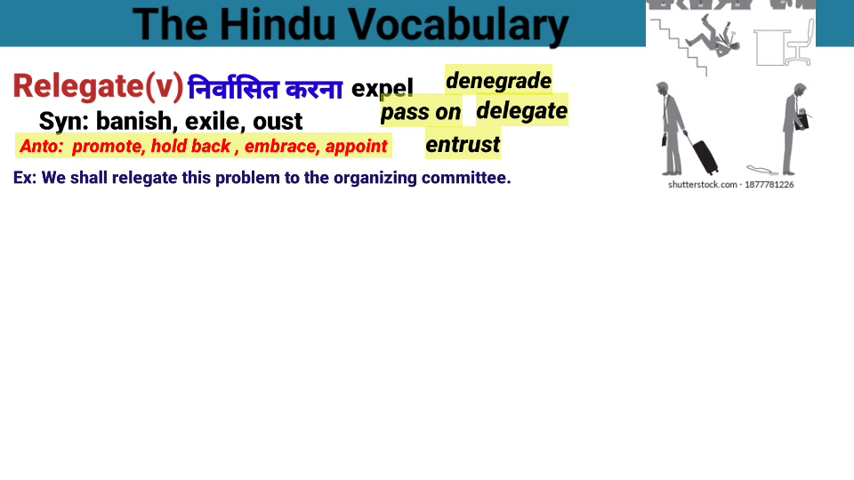 The Hindu Vocabulary
Relegate(v) निर्वासित करना expel denegrade
pass on delegate
Syn: banish, exile, oust
Anto: promote, hold back , embrace, appoint entrust
Ex: We shall relegate this problem to the organizing committee.
shutterstock.com · 1877781226